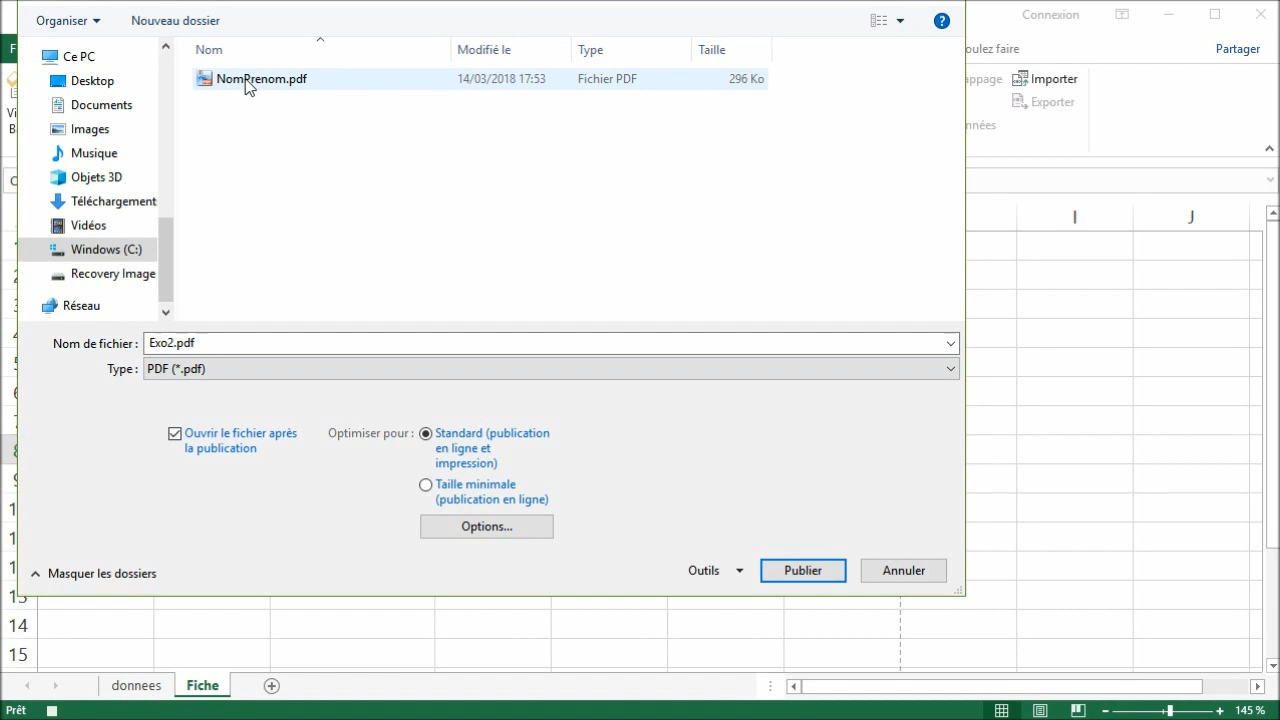 Organiser
Nouveau dossier
Connexion
oulez faire
Partager
Nom
Modifié le
Type
Taille
NomPrenom.pdf
14/03/2018 17:53
Fichier PDF
296 Ko
Ce PC
Desktop
Documents
Images
Musique
Objets 3D
Téléchargement
Vidéos
Windows (C:)
Recovery Image
Réseau
appage
Importer
Exporter
nnées
I
J
Nom de fichier :
Exo2.pdf
Type :
PDF (*.pdf)
Ouvrir le fichier après
la publication
Optimiser pour :
Standard (publication
en ligne et
impression)
Taille minimale
(publication en ligne)
Options...
Masquer les dossiers
Outils
Publier
Annuler
14
15
donnees
Fiche
Prêt
145 %